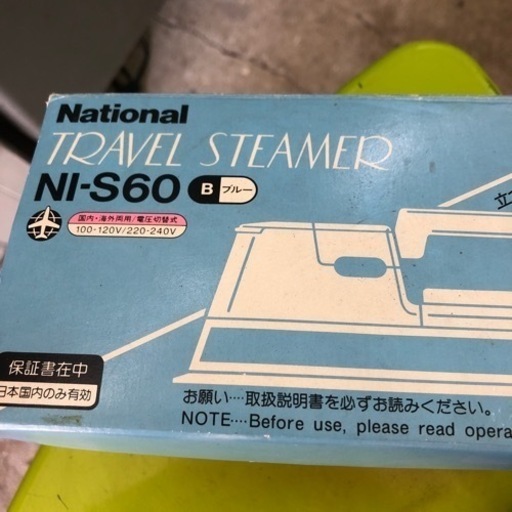 National
TRAVEL STEAMER
NI-S60 B ブルー
国内・海外両用/電圧切替式
100-120V/220-240V
保証書在中
日本国内のみ有効
お願い‥‥取扱説明書を必ずお読みください。
NOTE‥‥Before use, please read opera